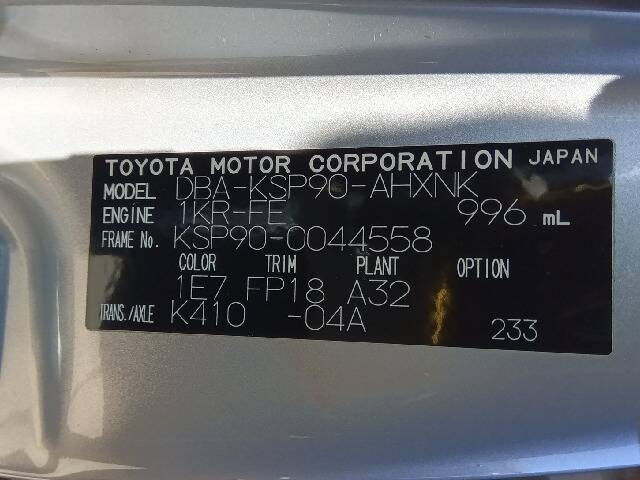 TOYOTA MOTOR CORPORATION JAPAN
MODEL DBA-KSP90-AHXNK
ENGINE 1KR-FE 996 mL
FRAME No. KSP90-0044558
COLOR TRIM PLANT OPTION
1E7 FP18 A32
TRANS./AXLE K410 -04A 233